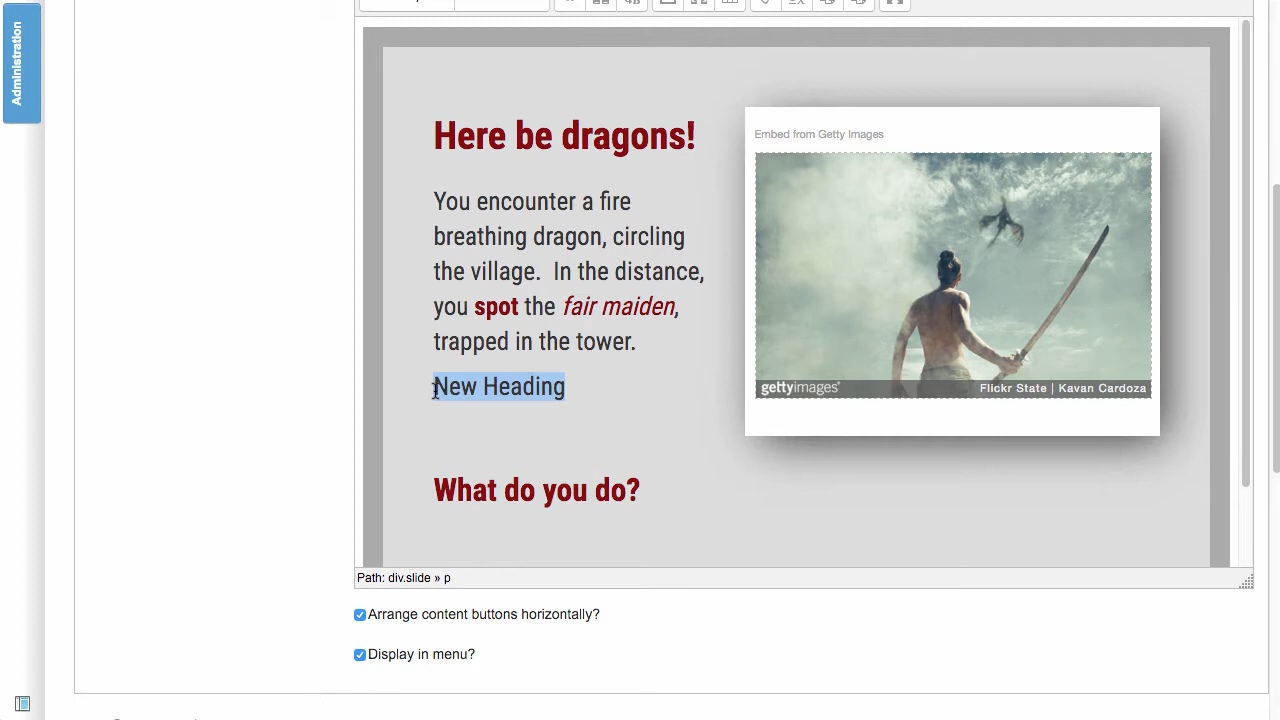 Administration
Here be dragons!
You encounter a fire
breathing dragon, circling
the village.  In the distance,
you spot the fair maiden,
trapped in the tower.
New Heading
What do you do?
Embed from Getty Images
gettyimages®
Flickr State | Kavan Cardoza
Path: div.slide » p
Arrange content buttons horizontally?
Display in menu?